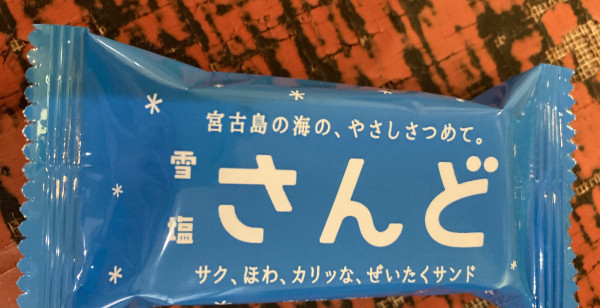 宮古島の海の、やさしさつめて。
雪塩
さんど
サク、ほわ、カリッな、ぜいたくサンド